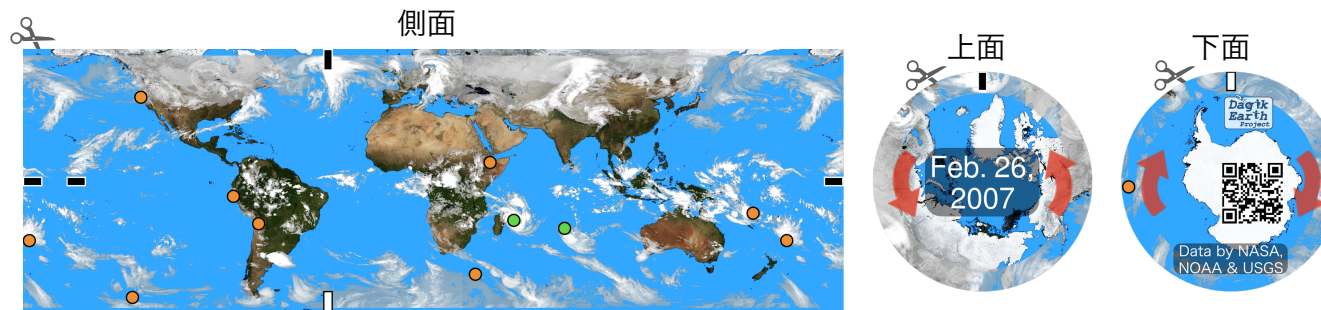 側面
上面
Feb. 26,
2007
下面
Dagik
Earth
Project
Data by NASA,
NOAA & USGS